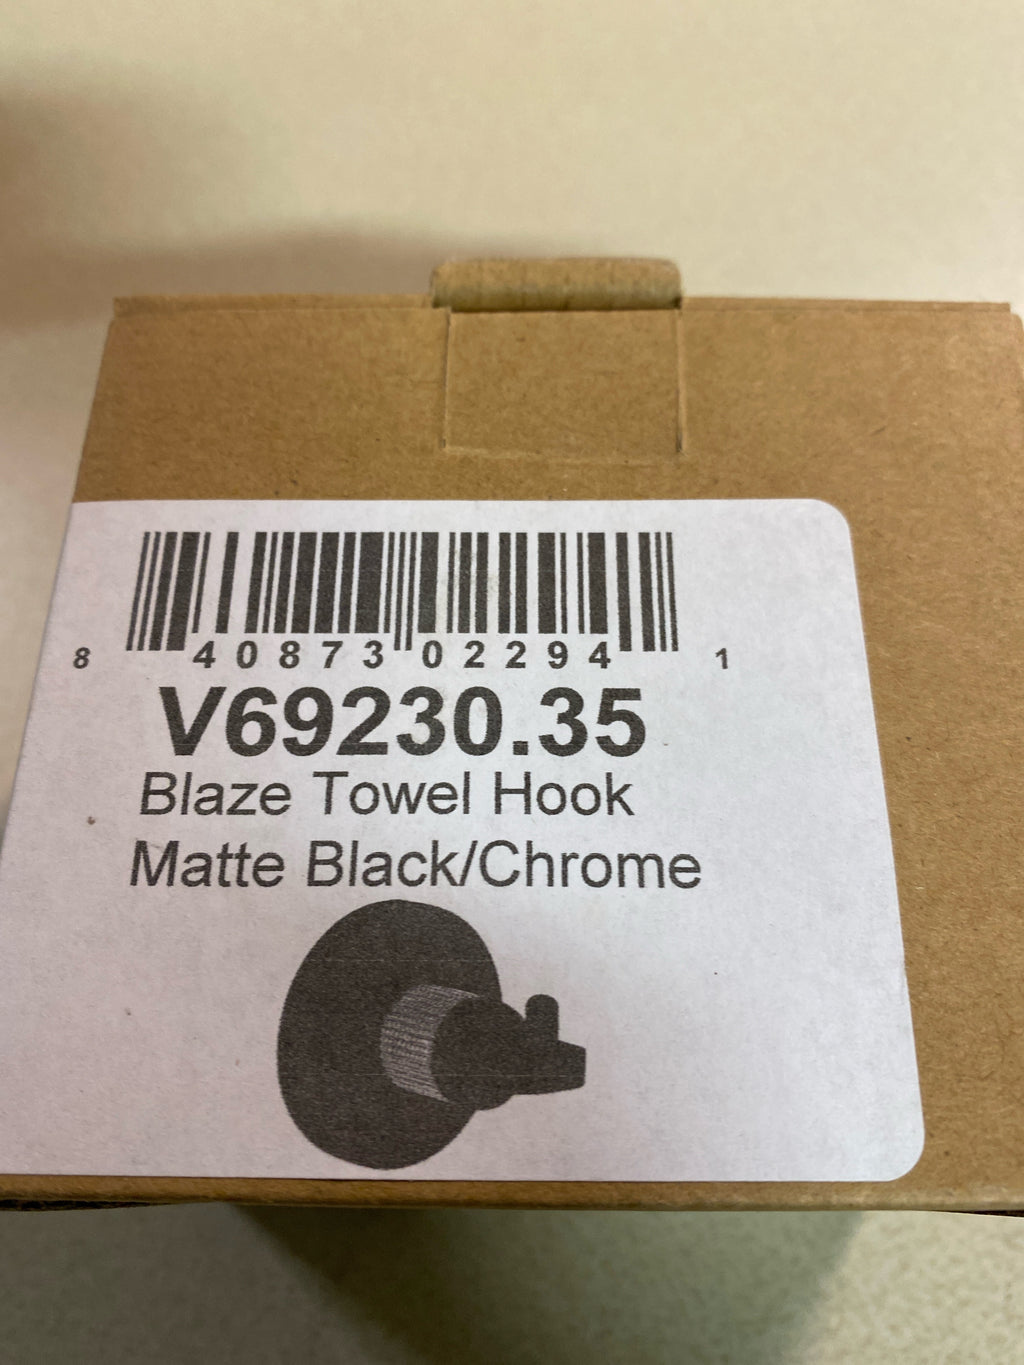 8 40873 02294 1
V69230.35
Blaze Towel Hook
Matte Black/Chrome